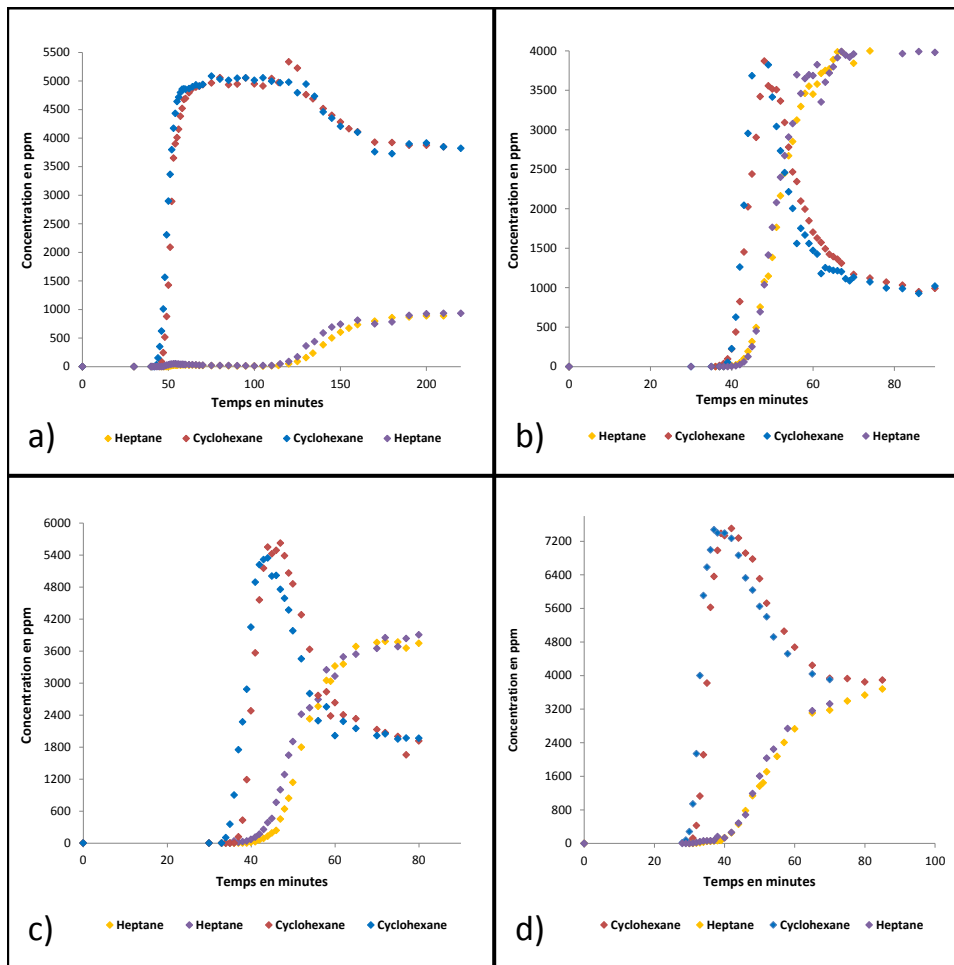 Concentration en ppm
5500
5000
4500
4000
3500
3000
2500
2000
1500
1000
500
0
0 50 100 150 200
Temps en minutes
a)
Heptane Cyclohexane Cyclohexane Heptane
Concentration en ppm
4000
3500
3000
2500
2000
1500
1000
500
0
0 20 40 60 80
Temps en minutes
b)
Heptane Cyclohexane Cyclohexane Heptane
Concentration en ppm
6000
5400
4800
4200
3600
3000
2400
1800
1200
600
0
0 20 40 60 80
Temps en minutes
c)
Heptane Heptane Cyclohexane Cyclohexane
Concentration en ppm
7200
6400
5600
4800
4000
3200
2400
1600
800
0
0 20 40 60 80 100
Temps en minutes
d)
Cyclohexane Heptane Cyclohexane Heptane